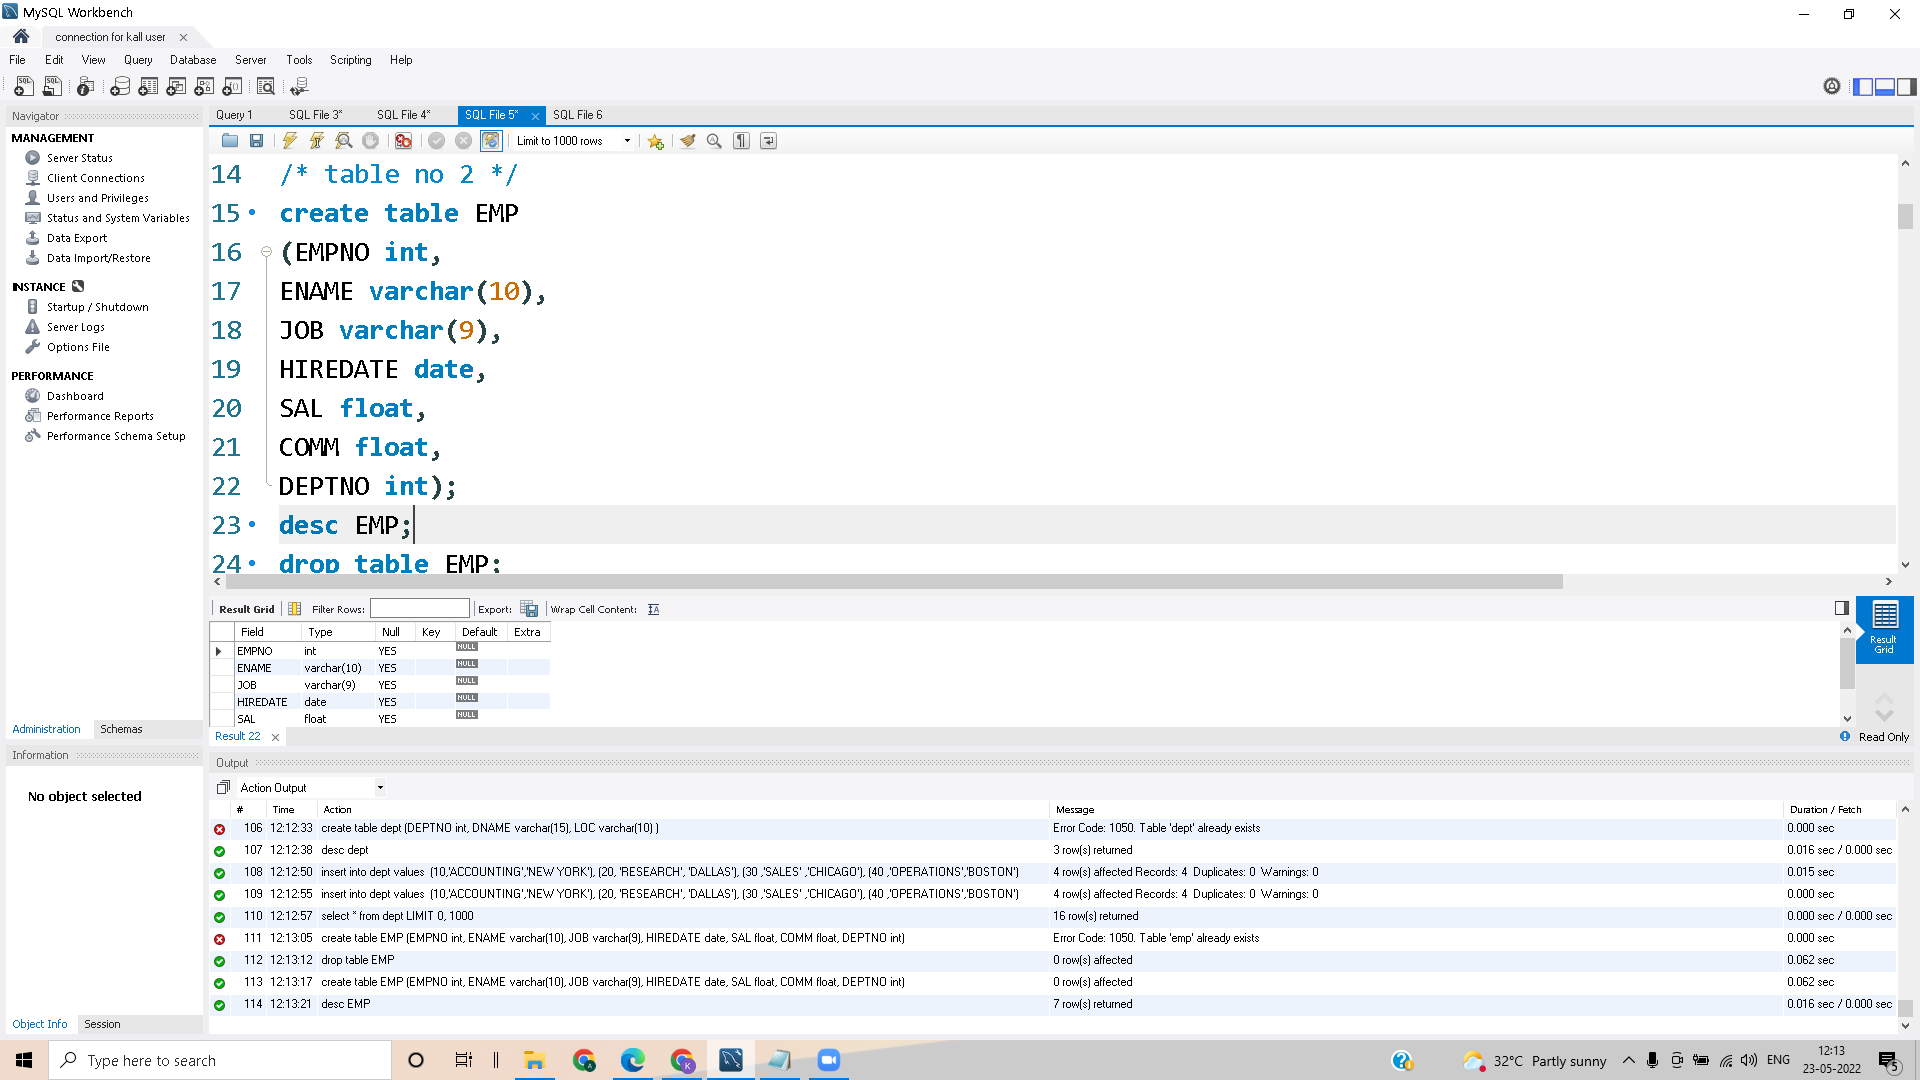 MySQL Workbench
connection for kall user
File Edit View Query Database Server Tools Scripting Help
Navigator
MANAGEMENT
Server Status
Client Connections
Users and Privileges
Status and System Variables
Data Export
Data Import/Restore
INSTANCE
Startup / Shutdown
Server Logs
Options File
PERFORMANCE
Dashboard
Performance Reports
Performance Schema Setup
Administration Schemas
Information
No object selected
Object Info Session
Query 1 SQL File 3* SQL File 4* SQL File 5* SQL File 6
Limit to 1000 rows
14 /* table no 2 */
15 create table EMP
16 (EMPNO int,
17 ENAME varchar(10),
18 JOB varchar(9),
19 HIREDATE date,
20 SAL float,
21 COMM float,
22 DEPTNO int);
23 desc EMP;
24 drop table EMP;
Result Grid Filter Rows: Export: Wrap Cell Content:
Field Type Null Key Default Extra
EMPNO int YES NULL
ENAME varchar(10) YES NULL
JOB varchar(9) YES NULL
HIREDATE date YES NULL
SAL float YES NULL
Result Grid
Result 22
Read Only
Output
Action Output
# Time Action Message Duration / Fetch
106 12:12:33 create table dept (DEPTNO int, DNAME varchar(15), LOC varchar(10) ) Error Code: 1050. Table 'dept' already exists 0.000 sec
107 12:12:38 desc dept 3 row(s) returned 0.016 sec / 0.000 sec
108 12:12:50 insert into dept values (10,'ACCOUNTING','NEW YORK'), (20, 'RESEARCH', 'DALLAS'), (30 ,'SALES' ,'CHICAGO'), (40 ,'OPERATIONS','BOSTON') 4 row(s) affected Records: 4 Duplicates: 0 Warnings: 0 0.015 sec
109 12:12:55 insert into dept values (10,'ACCOUNTING','NEW YORK'), (20, 'RESEARCH', 'DALLAS'), (30 ,'SALES' ,'CHICAGO'), (40 ,'OPERATIONS','BOSTON') 4 row(s) affected Records: 4 Duplicates: 0 Warnings: 0 0.000 sec
110 12:12:57 select * from dept LIMIT 0, 1000 16 row(s) returned 0.000 sec / 0.000 sec
111 12:13:05 create table EMP (EMPNO int, ENAME varchar(10), JOB varchar(9), HIREDATE date, SAL float, COMM float, DEPTNO int) Error Code: 1050. Table 'emp' already exists 0.000 sec
112 12:13:12 drop table EMP 0 row(s) affected 0.062 sec
113 12:13:17 create table EMP (EMPNO int, ENAME varchar(10), JOB varchar(9), HIREDATE date, SAL float, COMM float, DEPTNO int) 0 row(s) affected 0.062 sec
114 12:13:21 desc EMP 7 row(s) returned 0.016 sec / 0.000 sec
Type here to search
32°C Partly sunny
ENG
12:13
23-05-2022
5